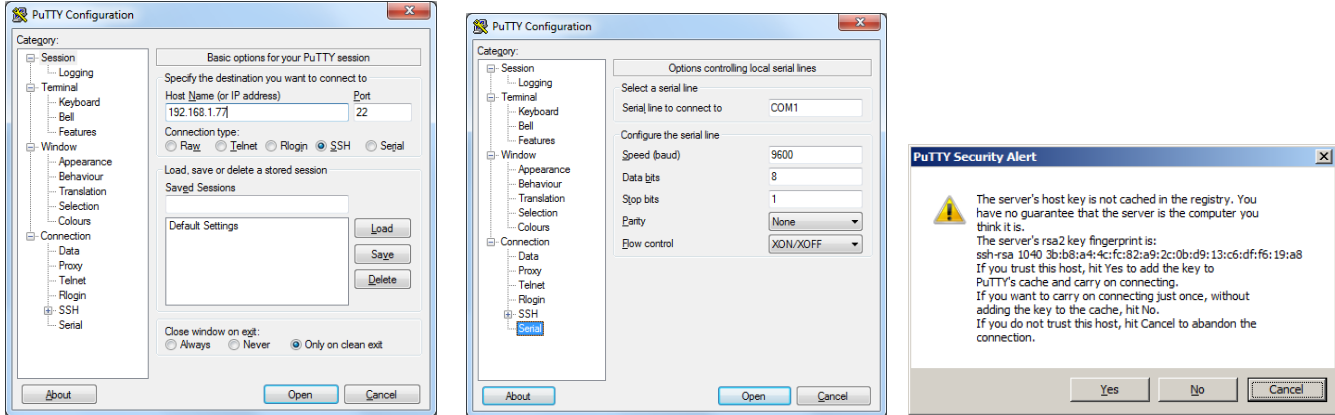 PuTTY Configuration
Category:
Session
Logging
Terminal
Keyboard
Bell
Features
Window
Appearance
Behaviour
Translation
Selection
Colours
Connection
Data
Proxy
Telnet
Rlogin
SSH
Serial
Basic options for your PuTTY session
Specify the destination you want to connect to
Host Name (or IP address) Port
192.168.1.77 22
Connection type:
Raw Telnet Rlogin SSH Serial
Load, save or delete a stored session
Saved Sessions
Default Settings
Load
Save
Delete
Close window on exit:
Always Never Only on clean exit
About Open Cancel
PuTTY Configuration
Category:
Session
Logging
Terminal
Keyboard
Bell
Features
Window
Appearance
Behaviour
Translation
Selection
Colours
Connection
Data
Proxy
Telnet
Rlogin
SSH
Serial
Options controlling local serial lines
Select a serial line
Serial line to connect to COM1
Configure the serial line
Speed (baud) 9600
Data bits 8
Stop bits 1
Parity None
Flow control XON/XOFF
About Open Cancel
PuTTY Security Alert
The server's host key is not cached in the registry. You
have no guarantee that the server is the computer you
think it is.
The server's rsa2 key fingerprint is:
ssh-rsa 1040 3b:b8:a4:4c:fc:82:a9:2c:0b:d9:13:c6:df:f6:19:a8
If you trust this host, hit Yes to add the key to
PuTTY's cache and carry on connecting.
If you want to carry on connecting just once, without
adding the key to the cache, hit No.
If you do not trust this host, hit Cancel to abandon the
connection.
Yes No Cancel